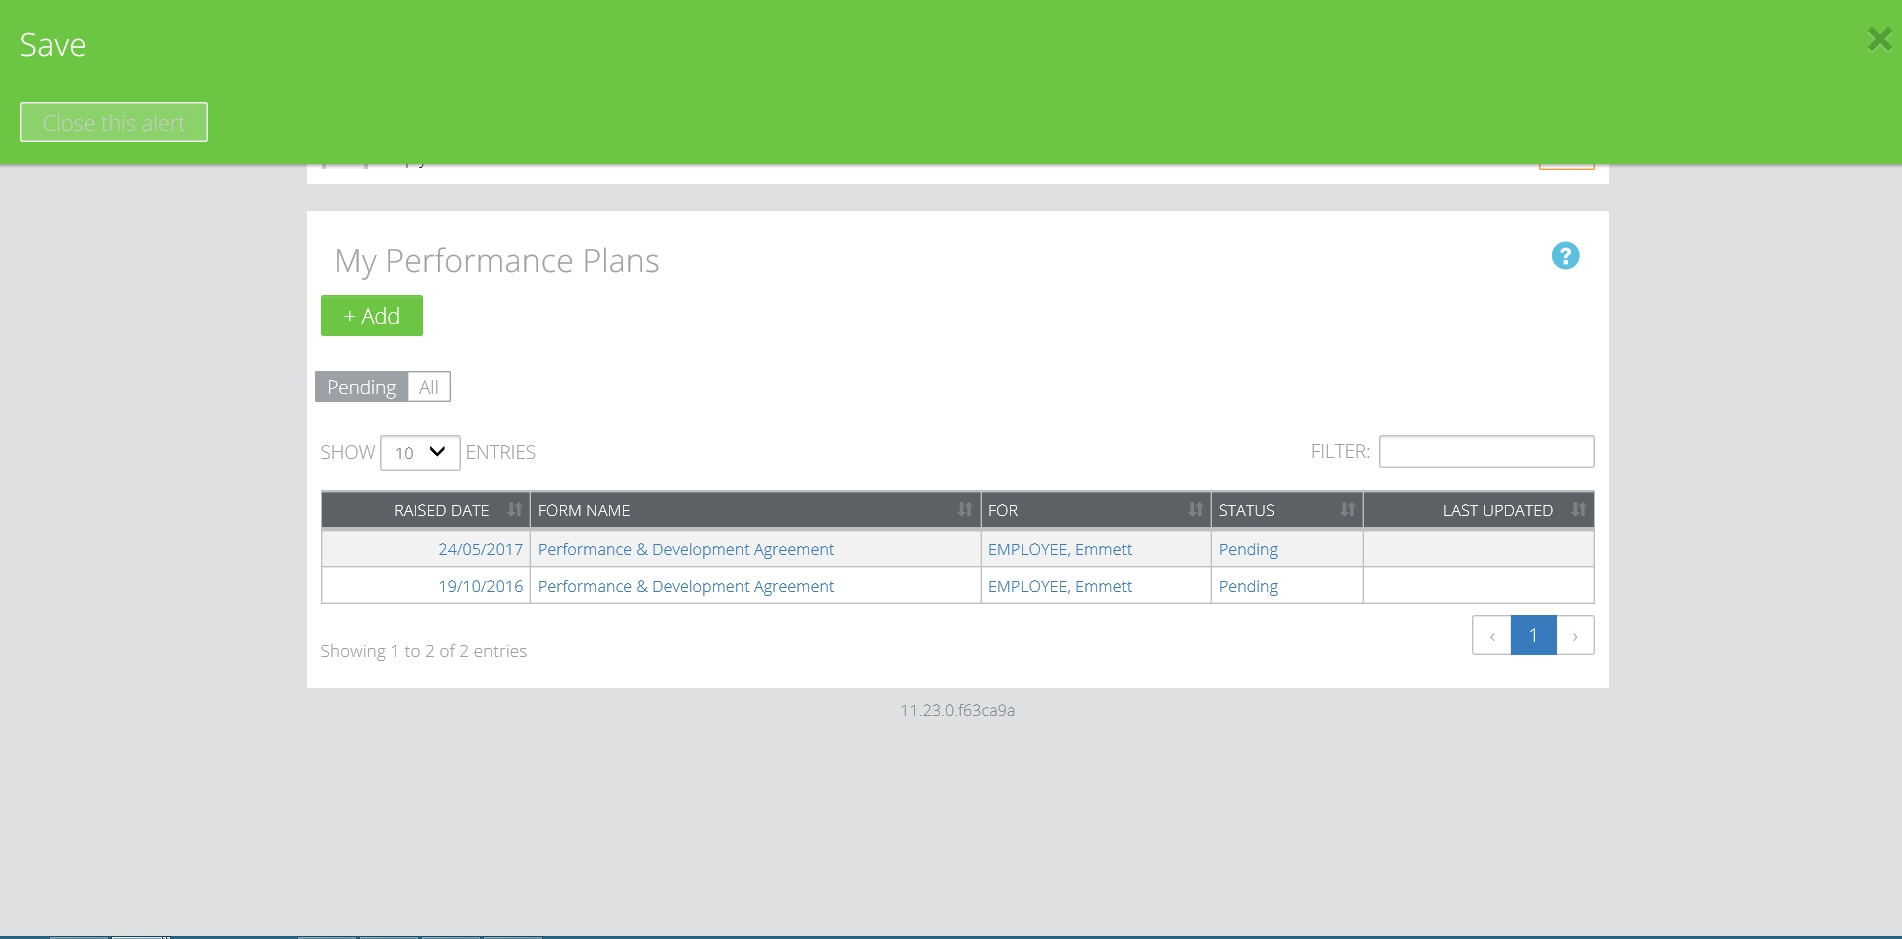 Save
Close this alert
My Performance Plans
?
+ Add
Pending All
SHOW 10 ENTRIES FILTER:
RAISED DATE FORM NAME FOR STATUS LAST UPDATED
24/05/2017 Performance & Development Agreement EMPLOYEE, Emmett Pending
19/10/2016 Performance & Development Agreement EMPLOYEE, Emmett Pending
‹ 1 ›
Showing 1 to 2 of 2 entries
11.23.0.f63ca9a